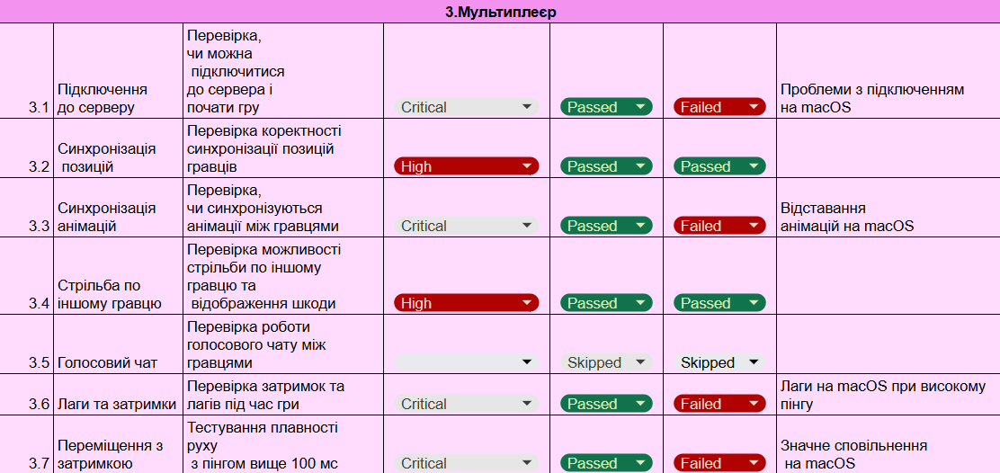 3.Мультиплеєр
3.1
Підключення
до серверу
Перевірка,
чи можна
підключитися
до сервера і
почати гру
Critical
Passed
Failed
Проблеми з підключенням
на macOS
3.2
Синхронізація
позицій
Перевірка коректності
синхронізації позицій
гравців
High
Passed
Passed
3.3
Синхронізація
анімацій
Перевірка,
чи синхронізуються
анімації між гравцями
Critical
Passed
Failed
Відставання
анімацій на macOS
3.4
Стрільба по
іншому гравцю
Перевірка можливості
стрільби по іншому
гравцю та
відображення шкоди
High
Passed
Passed
3.5
Голосовий чат
Перевірка роботи
голосового чату між
гравцями
Skipped
Skipped
3.6
Лаги та затримки
Перевірка затримок та
лагів під час гри
Critical
Passed
Failed
Лаги на macOS при високому
пінгу
3.7
Переміщення з
затримкою
Тестування плавності
руху
з пінгом вище 100 мс
Critical
Passed
Failed
Значне сповільнення
на macOS